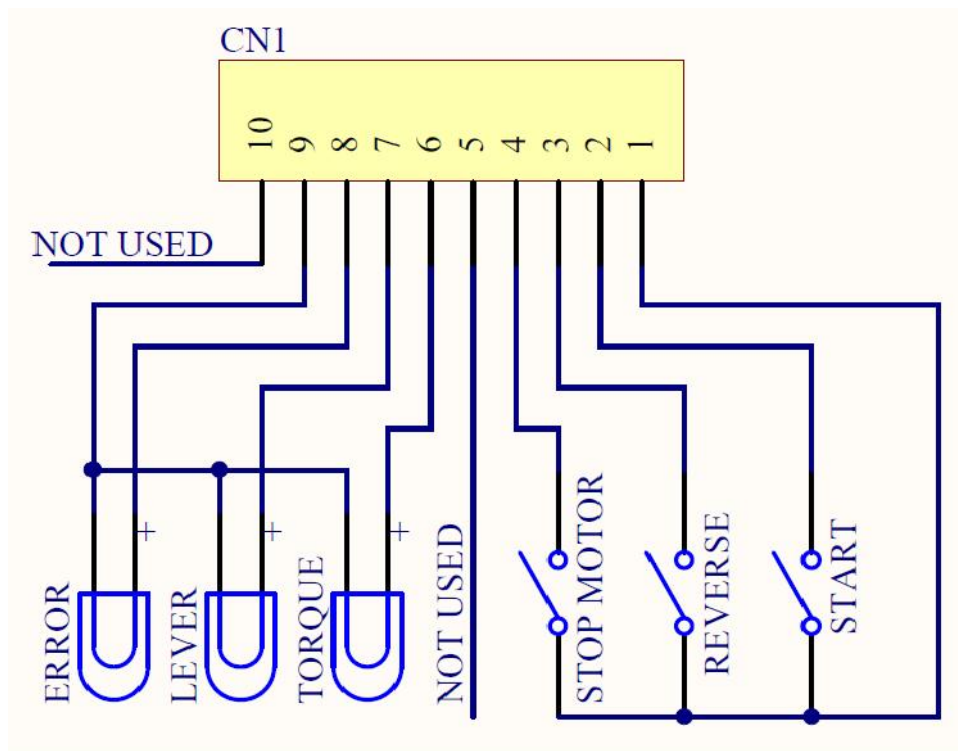 CN1
10 9 8 7 6 5 4 3 2 1
NOT USED
+ + +
ERROR
LEVER
TORQUE
NOT USED
STOP MOTOR
REVERSE
START